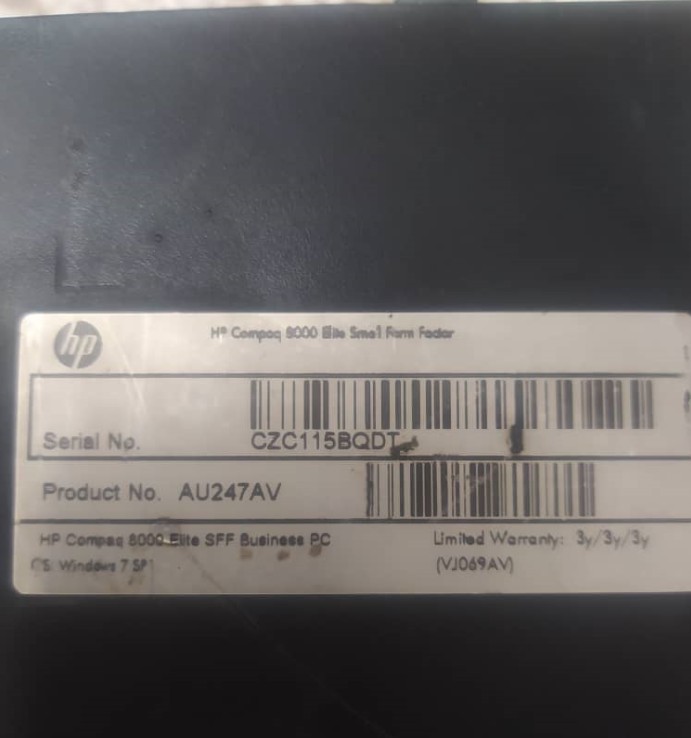 hp
HP Compaq 8000 Elite Small Form Factor
Serial No. CZC115BQDT
Product No. AU247AV
HP Compaq 8000 Elite SFF Business PC
Limited Warranty: 3y/3y/3y
OS: Windows 7 SP1
(VJ069AV)